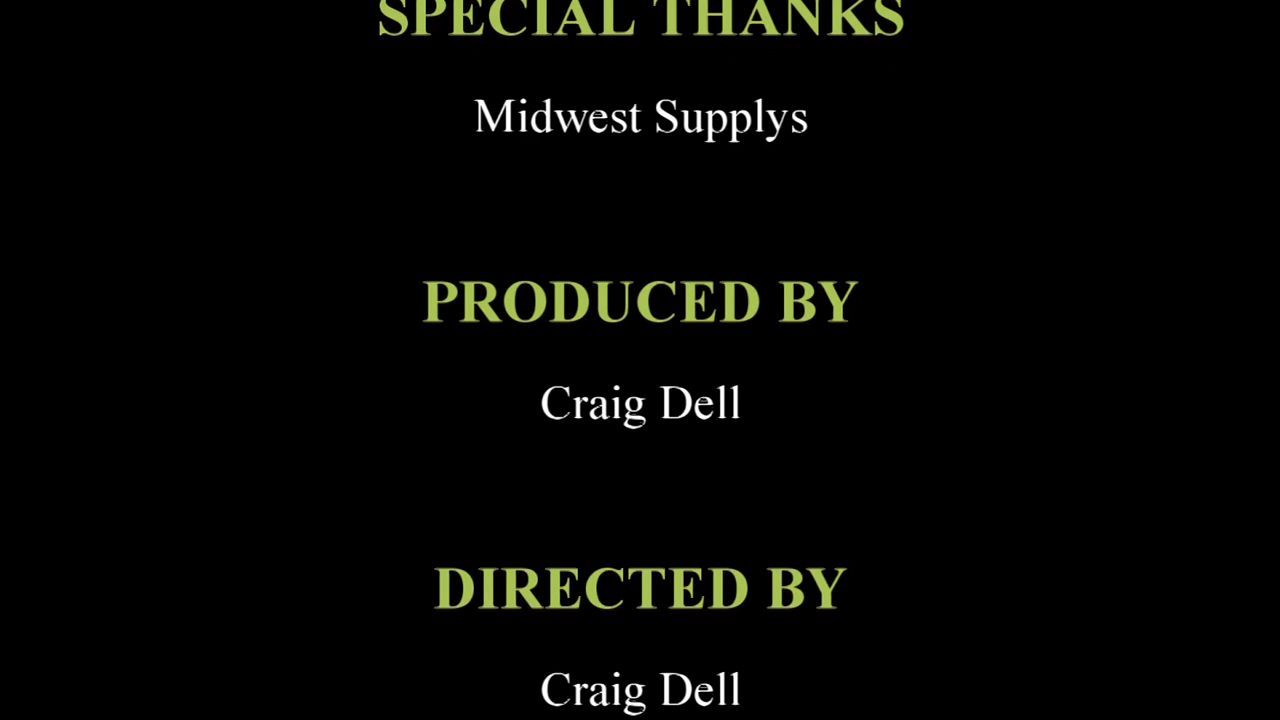 SPECIAL THANKS
Midwest Supplys
PRODUCED BY
Craig Dell
DIRECTED BY
Craig Dell